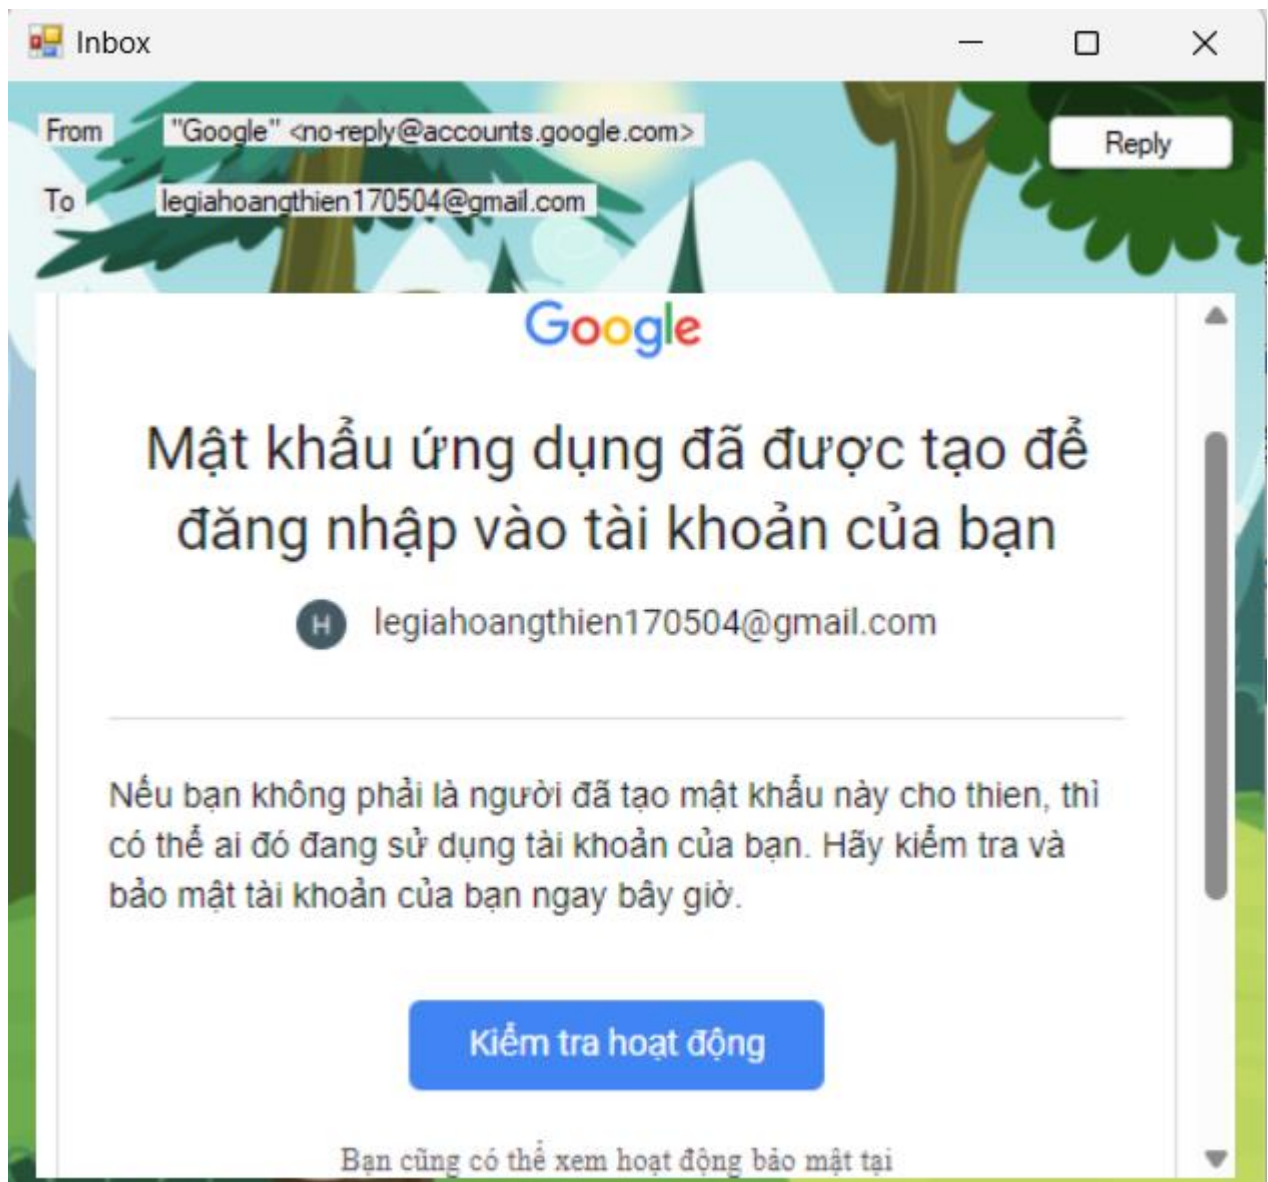 Inbox
From "Google" <no-reply@accounts.google.com>
Reply
To legiahoangthien170504@gmail.com
Google
Mật khẩu ứng dụng đã được tạo để
đăng nhập vào tài khoản của bạn
H legiahoangthien170504@gmail.com
Nếu bạn không phải là người đã tạo mật khẩu này cho thien, thì
có thể ai đó đang sử dụng tài khoản của bạn. Hãy kiểm tra và
bảo mật tài khoản của bạn ngay bây giờ.
Kiểm tra hoạt động
Bạn cũng có thể xem hoạt động bảo mật tại